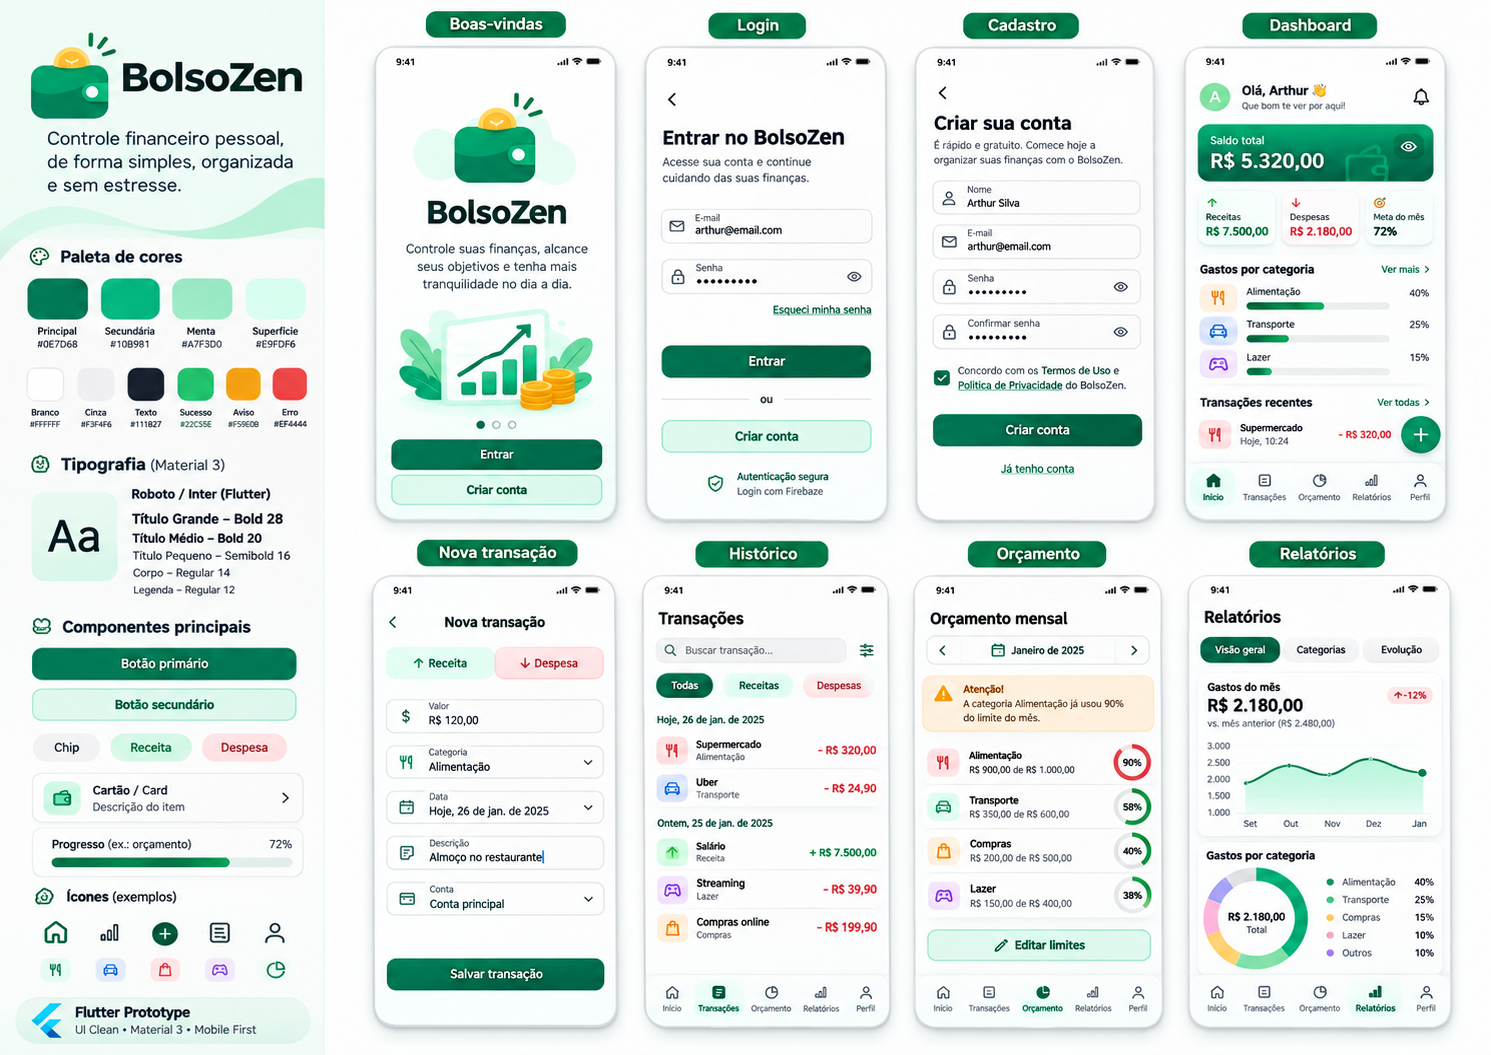 BolsoZen
Controle financeiro pessoal,
de forma simples, organizada
e sem estresse.
Paleta de cores
Principal
#0E7D68
Secundária
#10B981
Menta
#A7F3D0
Superfície
#E9FDF6
Branco
#FFFFFF
Cinza
#F3F4F6
Texto
#111827
Sucesso
#22C55E
Aviso
#F59E0B
Erro
#EF4444
Tipografia (Material 3)
Aa
Roboto / Inter (Flutter)
Título Grande – Bold 28
Título Médio – Bold 20
Título Pequeno – Semibold 16
Corpo – Regular 14
Legenda – Regular 12
Componentes principais
Botão primário
Botão secundário
Chip
Receita
Despesa
Cartão / Card
Descrição do item
Progresso (ex.: orçamento)
72%
Ícones (exemplos)
Flutter Prototype
UI Clean • Material 3 • Mobile First
Boas-vindas
9:41
BolsoZen
Controle suas finanças, alcance
seus objetivos e tenha mais
tranquilidade no dia a dia.
Entrar
Criar conta
Login
9:41
Entrar no BolsoZen
Acesse sua conta e continue
cuidando das suas finanças.
E-mail
arthur@email.com
Senha
•••••••••
Esqueci minha senha
Entrar
ou
Criar conta
Autenticação segura
Login com Firebaze
Cadastro
9:41
Criar sua conta
É rápido e gratuito. Comece hoje a
organizar suas finanças com o BolsoZen.
Nome
Arthur Silva
E-mail
arthur@email.com
Senha
•••••••••
Confirmar senha
•••••••••
Concordo com os Termos de Uso e
Política de Privacidade do BolsoZen.
Criar conta
Já tenho conta
Dashboard
9:41
A
Olá, Arthur 👋
Que bom te ver por aqui!
Saldo total
R$ 5.320,00
Receitas
R$ 7.500,00
Despesas
R$ 2.180,00
Meta do mês
72%
Gastos por categoria
Ver mais >
Alimentação
40%
Transporte
25%
Lazer
15%
Transações recentes
Ver todas >
Supermercado
Hoje, 10:24
- R$ 320,00
Início
Transações
Orçamento
Relatórios
Perfil
Nova transação
9:41
Nova transação
↑ Receita
↓ Despesa
Valor
R$ 120,00
Categoria
Alimentação
Data
Hoje, 26 de jan. de 2025
Descrição
Almoço no restaurante
Conta
Conta principal
Salvar transação
Histórico
9:41
Transações
Buscar transação...
Todas
Receitas
Despesas
Hoje, 26 de jan. de 2025
Supermercado
Alimentação
- R$ 320,00
Uber
Transporte
- R$ 24,90
Ontem, 25 de jan. de 2025
Salário
Receita
+ R$ 7.500,00
Streaming
Lazer
- R$ 39,90
Compras online
Compras
- R$ 199,90
Início
Transações
Orçamento
Relatórios
Perfil
Orçamento
9:41
Orçamento mensal
Janeiro de 2025
Atenção!
A categoria Alimentação já usou 90%
do limite do mês.
Alimentação
R$ 900,00 de R$ 1.000,00
90%
Transporte
R$ 350,00 de R$ 600,00
58%
Compras
R$ 200,00 de R$ 500,00
40%
Lazer
R$ 150,00 de R$ 400,00
38%
Editar limites
Início
Transações
Orçamento
Relatórios
Perfil
Relatórios
9:41
Relatórios
Visão geral
Categorias
Evolução
Gastos do mês
R$ 2.180,00
vs. mês anterior (R$ 2.480,00)
↑-12%
3.000
2.500
2.000
1.500
1.000
Set
Out
Nov
Dez
Jan
Gastos por categoria
R$ 2.180,00
Total
Alimentação 40%
Transporte 25%
Compras 15%
Lazer 10%
Outros 10%
Início
Transações
Orçamento
Relatórios
Perfil